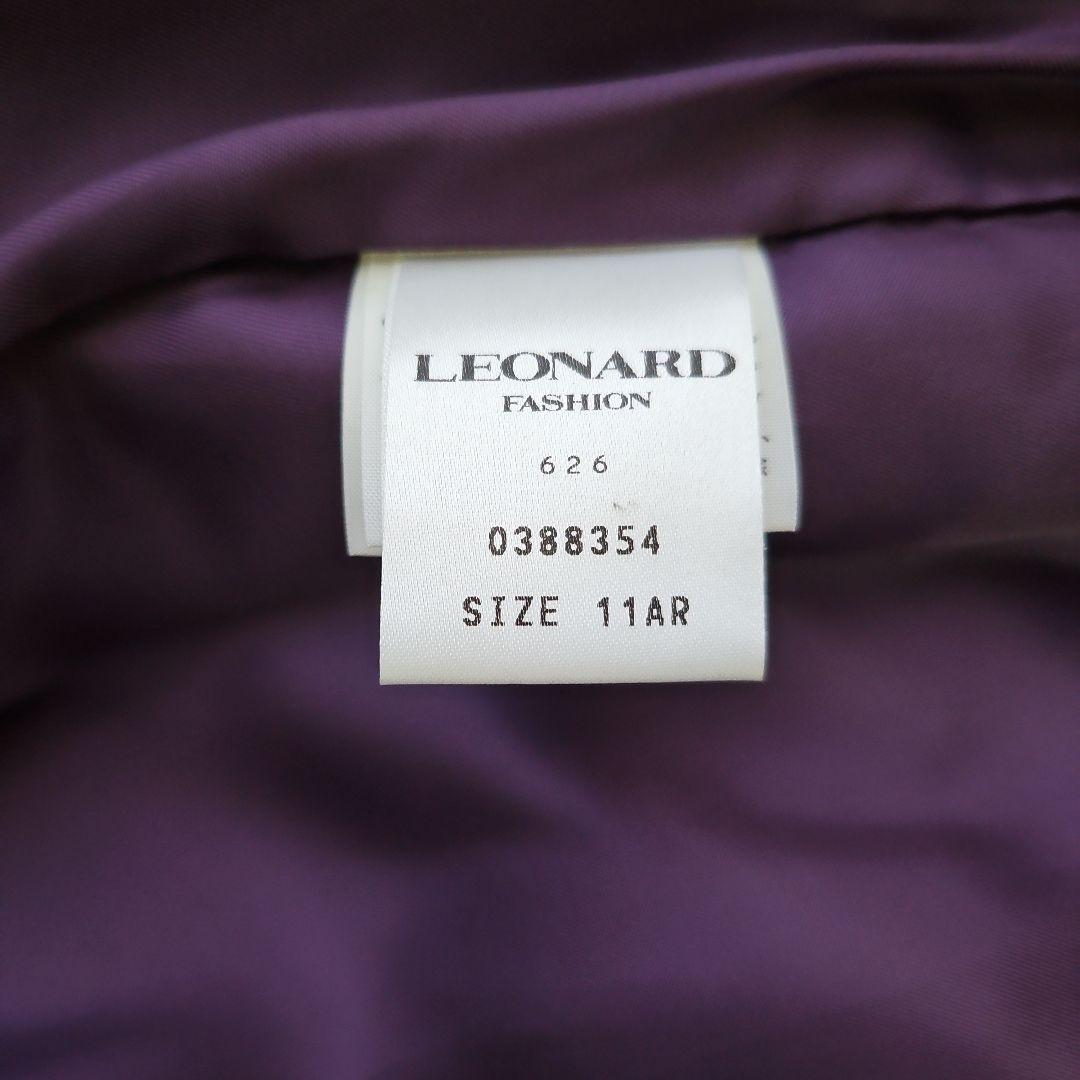 LEONARD
FASHION
626
0388354
SIZE 11AR